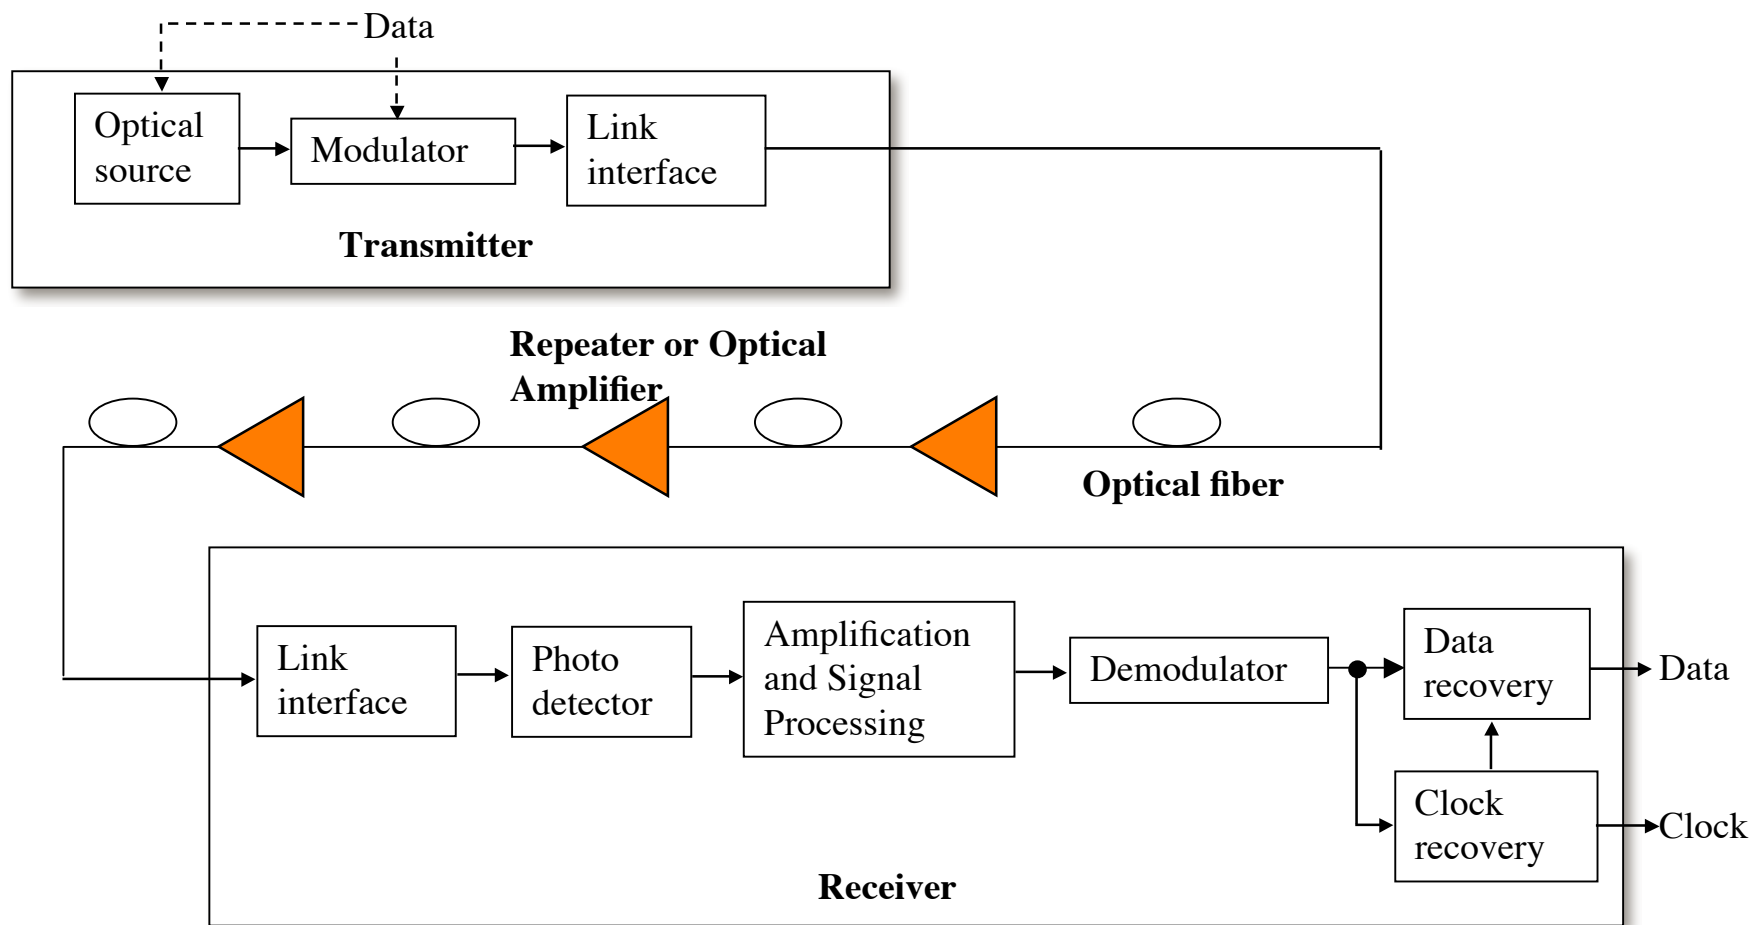 Data
Optical
source
Modulator
Link
interface
Transmitter
Repeater or Optical
Amplifier
Optical fiber
Link
interface
Photo
detector
Amplification
and Signal
Processing
Demodulator
Data
recovery
Data
Clock
recovery
Clock
Receiver